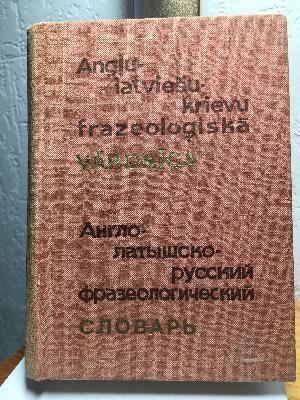 Angļu-
latviešu-
krievu
frazeoloģiskā
VĀRDNĪCA
Англо-
латышско-
русский
фразеологический
СЛОВАРЬ